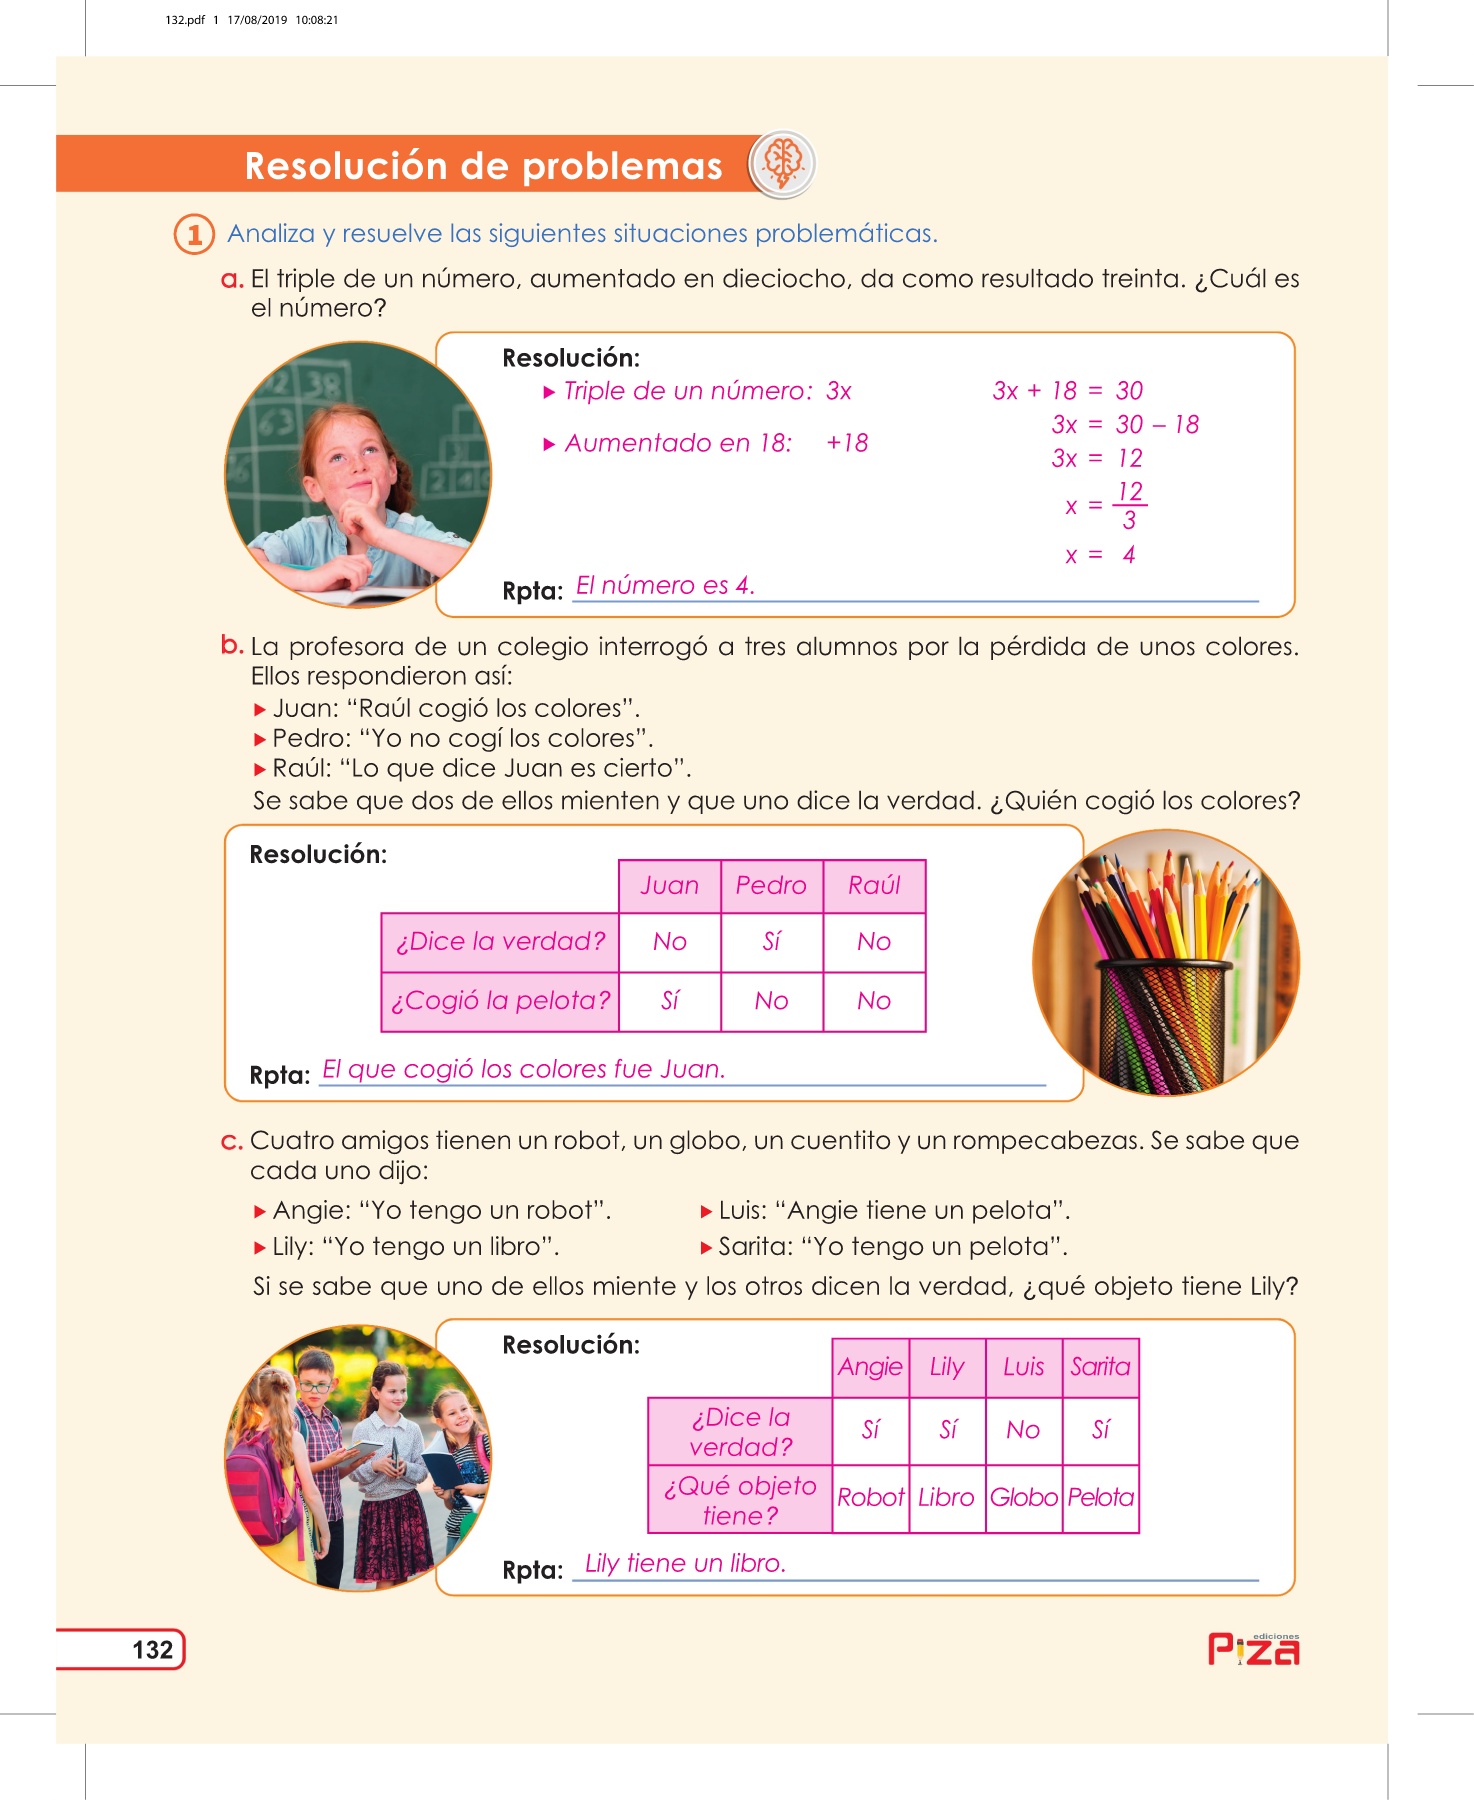 132.pdf 1 17/08/2019 10:08:21
Resolución de problemas
1 Analiza y resuelve las siguientes situaciones problemáticas.
a. El triple de un número, aumentado en dieciocho, da como resultado treinta. ¿Cuál es
el número?
Resolución:
▶ Triple de un número: 3x
▶ Aumentado en 18: +18
3x + 18 = 30
3x = 30 – 18
3x = 12
x = 12/3
x = 4
Rpta: El número es 4.
b. La profesora de un colegio interrogó a tres alumnos por la pérdida de unos colores.
Ellos respondieron así:
▶ Juan: “Raúl cogió los colores”.
▶ Pedro: “Yo no cogí los colores”.
▶ Raúl: “Lo que dice Juan es cierto”.
Se sabe que dos de ellos mienten y que uno dice la verdad. ¿Quién cogió los colores?
Resolución:
Juan Pedro Raúl
¿Dice la verdad? No Sí No
¿Cogió la pelota? Sí No No
Rpta: El que cogió los colores fue Juan.
c. Cuatro amigos tienen un robot, un globo, un cuentito y un rompecabezas. Se sabe que
cada uno dijo:
▶ Angie: “Yo tengo un robot”.
▶ Lily: “Yo tengo un libro”.
▶ Luis: “Angie tiene un pelota”.
▶ Sarita: “Yo tengo un pelota”.
Si se sabe que uno de ellos miente y los otros dicen la verdad, ¿qué objeto tiene Lily?
Resolución:
Angie Lily Luis Sarita
¿Dice la
verdad? Sí Sí No Sí
¿Qué objeto
tiene? Robot Libro Globo Pelota
Rpta: Lily tiene un libro.
132
ediciones
Piza